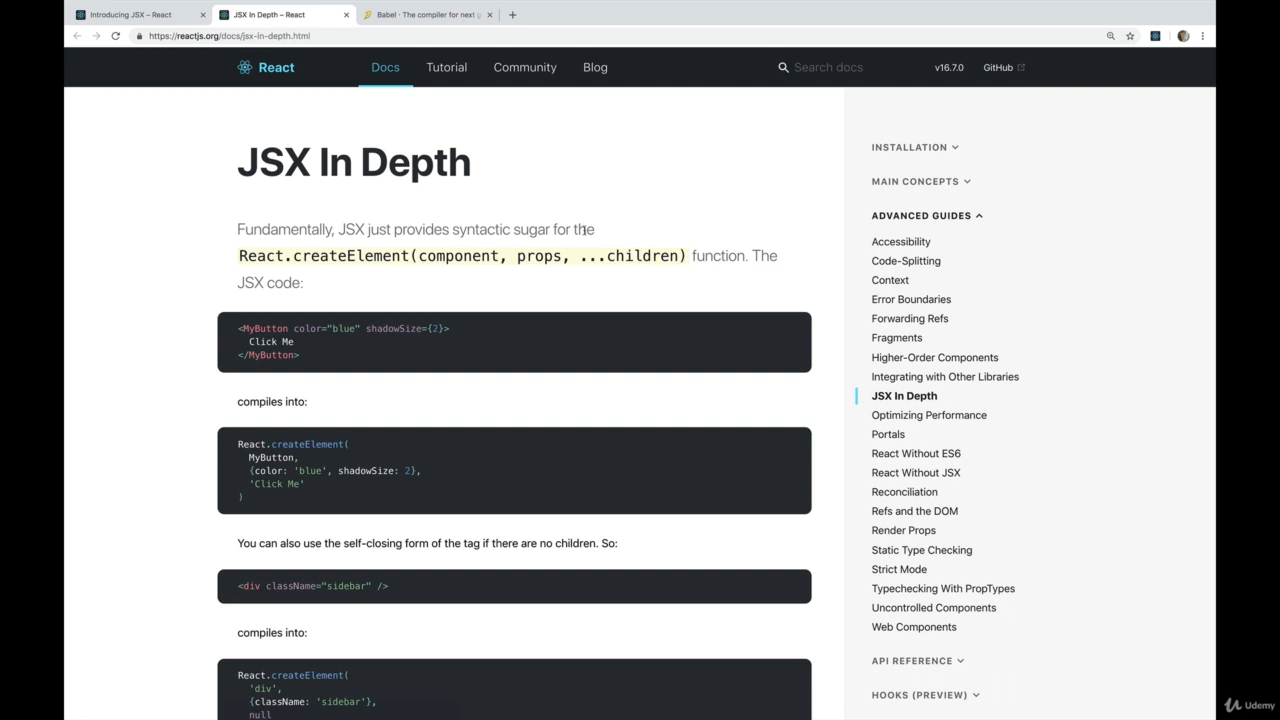 Introducing JSX – React
JSX In Depth – React
Babel · The compiler for next g
https://reactjs.org/docs/jsx-in-depth.html
React
Docs
Tutorial
Community
Blog
Search docs
v16.7.0
GitHub
JSX In Depth
Fundamentally, JSX just provides syntactic sugar for the
React.createElement(component, props, ...children) function. The
JSX code:
<MyButton color="blue" shadowSize={2}>
Click Me
</MyButton>
compiles into:
React.createElement(
MyButton,
{color: 'blue', shadowSize: 2},
'Click Me'
)
You can also use the self-closing form of the tag if there are no children. So:
<div className="sidebar" />
compiles into:
React.createElement(
'div',
{className: 'sidebar'},
null
INSTALLATION
MAIN CONCEPTS
ADVANCED GUIDES
Accessibility
Code-Splitting
Context
Error Boundaries
Forwarding Refs
Fragments
Higher-Order Components
Integrating with Other Libraries
JSX In Depth
Optimizing Performance
Portals
React Without ES6
React Without JSX
Reconciliation
Refs and the DOM
Render Props
Static Type Checking
Strict Mode
Typechecking With PropTypes
Uncontrolled Components
Web Components
API REFERENCE
HOOKS (PREVIEW)
Udemy